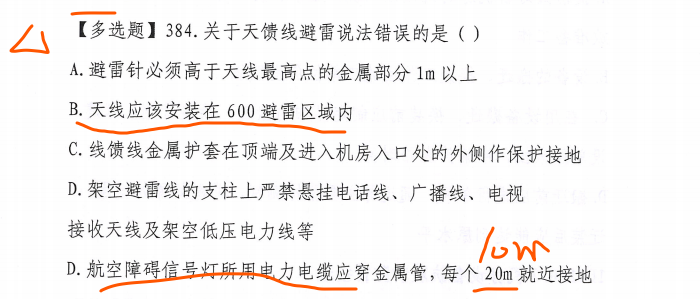 【多选题】384.关于天馈线避雷说法错误的是（ ）
A.避雷针必须高于天线最高点的金属部分 1m 以上
B.天线应该安装在 600 避雷区域内
C.线馈线金属护套在顶端及进入机房入口处的外侧作保护接地
D.架空避雷线的支柱上严禁悬挂电话线、广播线、电视
接收天线及架空低压电力线等
10m
D.航空障碍信号灯所用电力电缆应穿金属管，每个 20m 就近接地